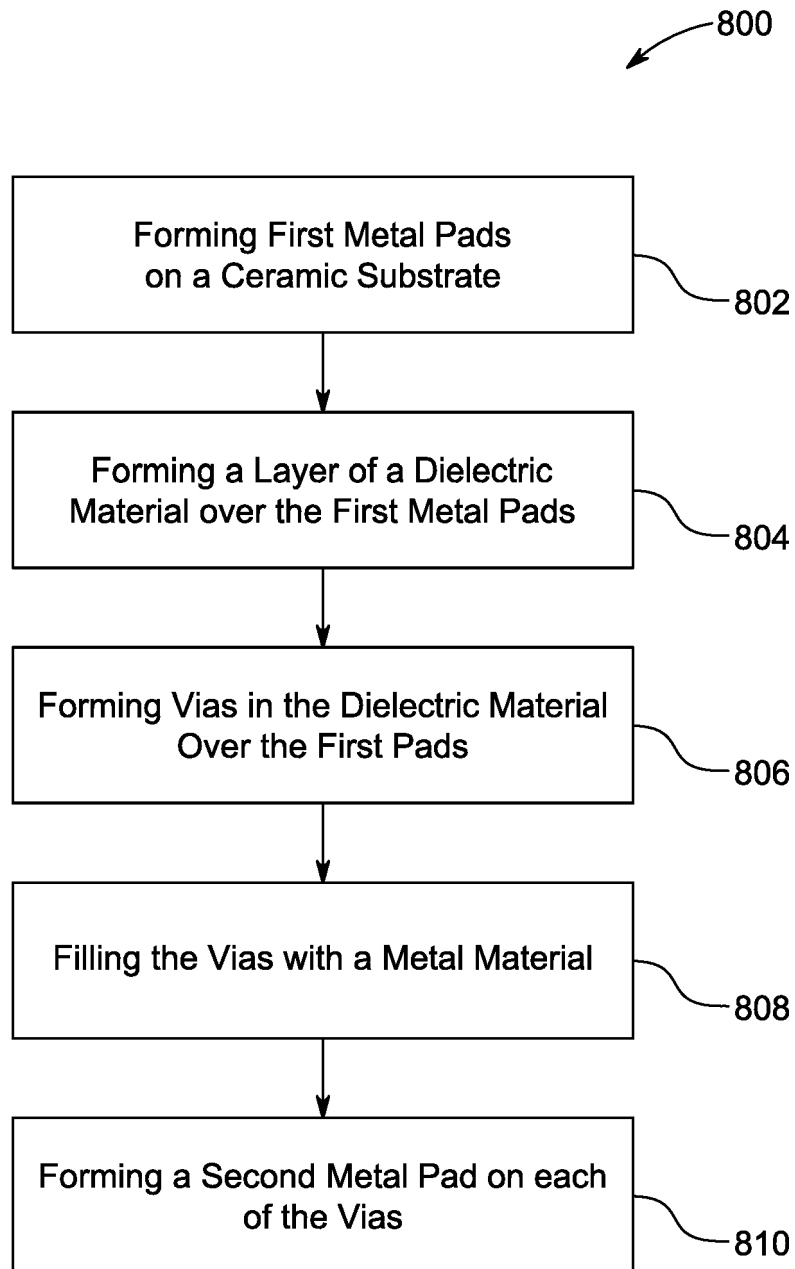 800
Forming First Metal Pads
on a Ceramic Substrate
802
Forming a Layer of a Dielectric
Material over the First Metal Pads
804
Forming Vias in the Dielectric Material
Over the First Pads
806
Filling the Vias with a Metal Material
808
Forming a Second Metal Pad on each
of the Vias
810